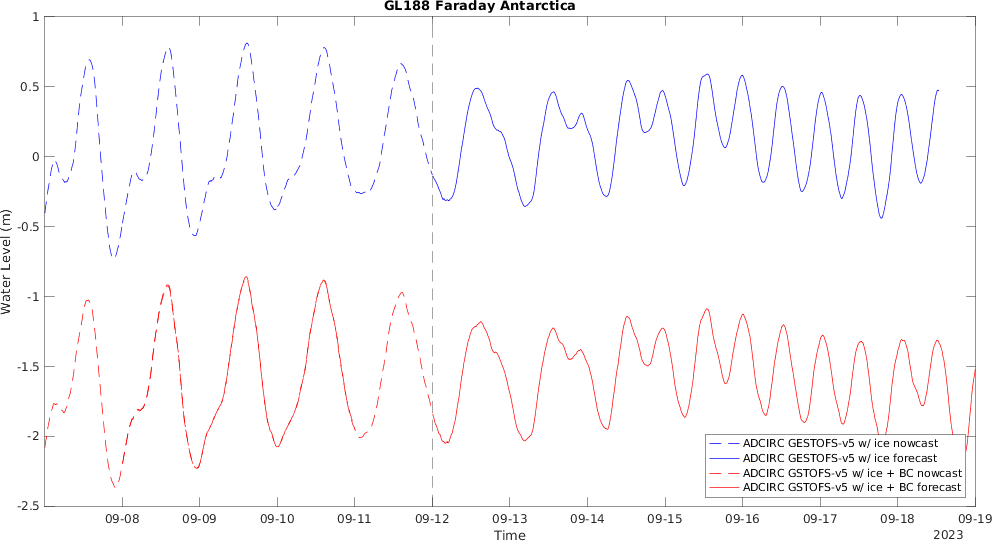 GL188 Faraday Antarctica
1
0.5
0
-0.5
-1
-1.5
-2
-2.5
Water Level (m)
ADCIRC GESTOFS-v5 w/ ice nowcast
ADCIRC GESTOFS-v5 w/ ice forecast
ADCIRC GSTOFS-v5 w/ ice + BC nowcast
ADCIRC GSTOFS-v5 w/ ice + BC forecast
09-08 09-09 09-10 09-11 09-12 09-13 09-14 09-15 09-16 09-17 09-18 09-19
Time
2023